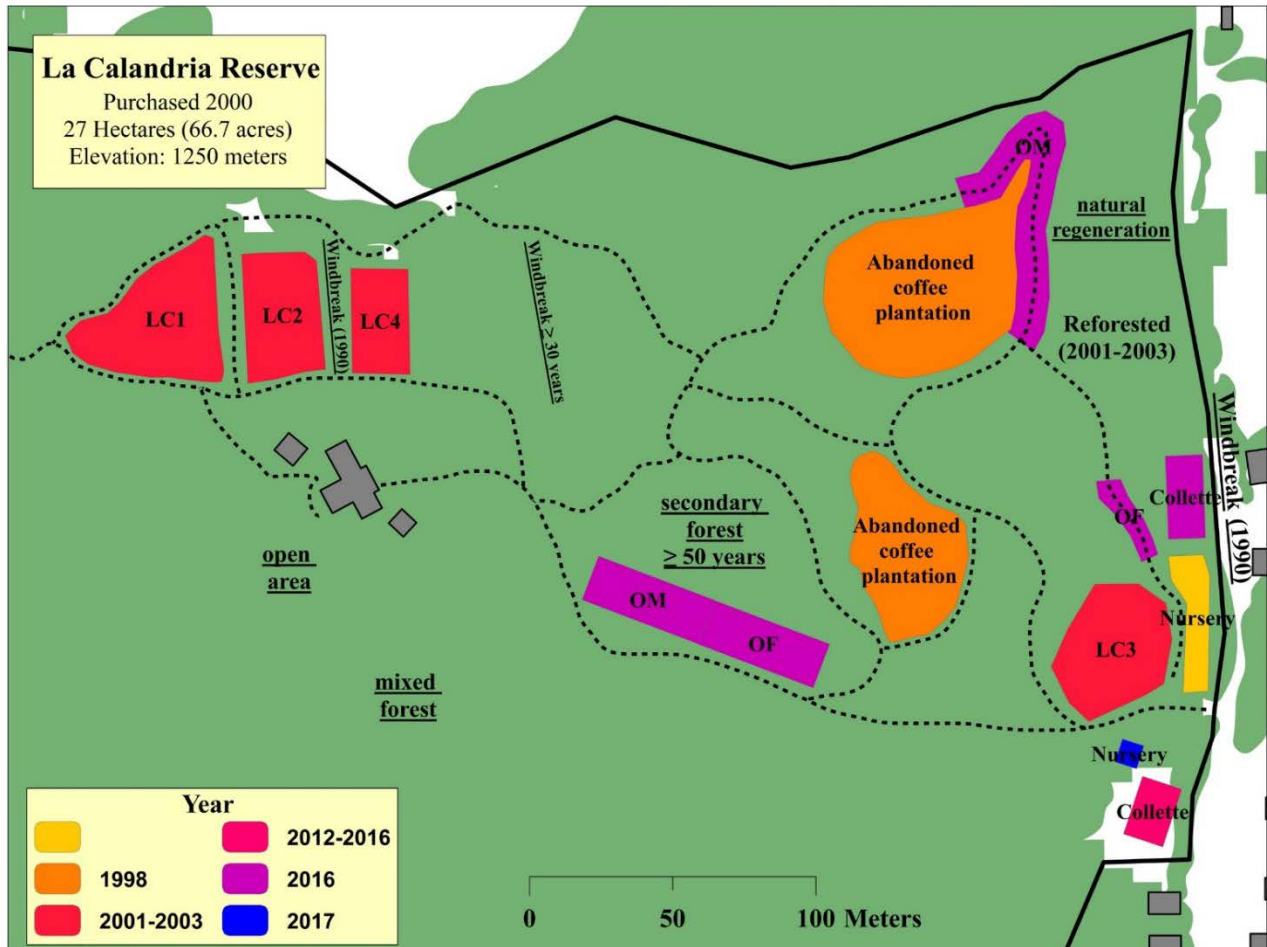 La Calandria Reserve
Purchased 2000
27 Hectares (66.7 acres)
Elevation: 1250 meters
OM
natural
regeneration
Abandoned
coffee
plantation
Reforested
(2001-2003)
LC1
LC2
Windbreak (1990)
LC4
Windbreak ≥ 30 years
Windbreak (1990)
Collette
OF
secondary
forest
≥ 50 years
Abandoned
coffee
plantation
open
area
OM
OF
Nursery
LC3
mixed
forest
Nursery
Collette
Year
2012-2016
1998
2016
2001-2003
2017
0 50 100 Meters